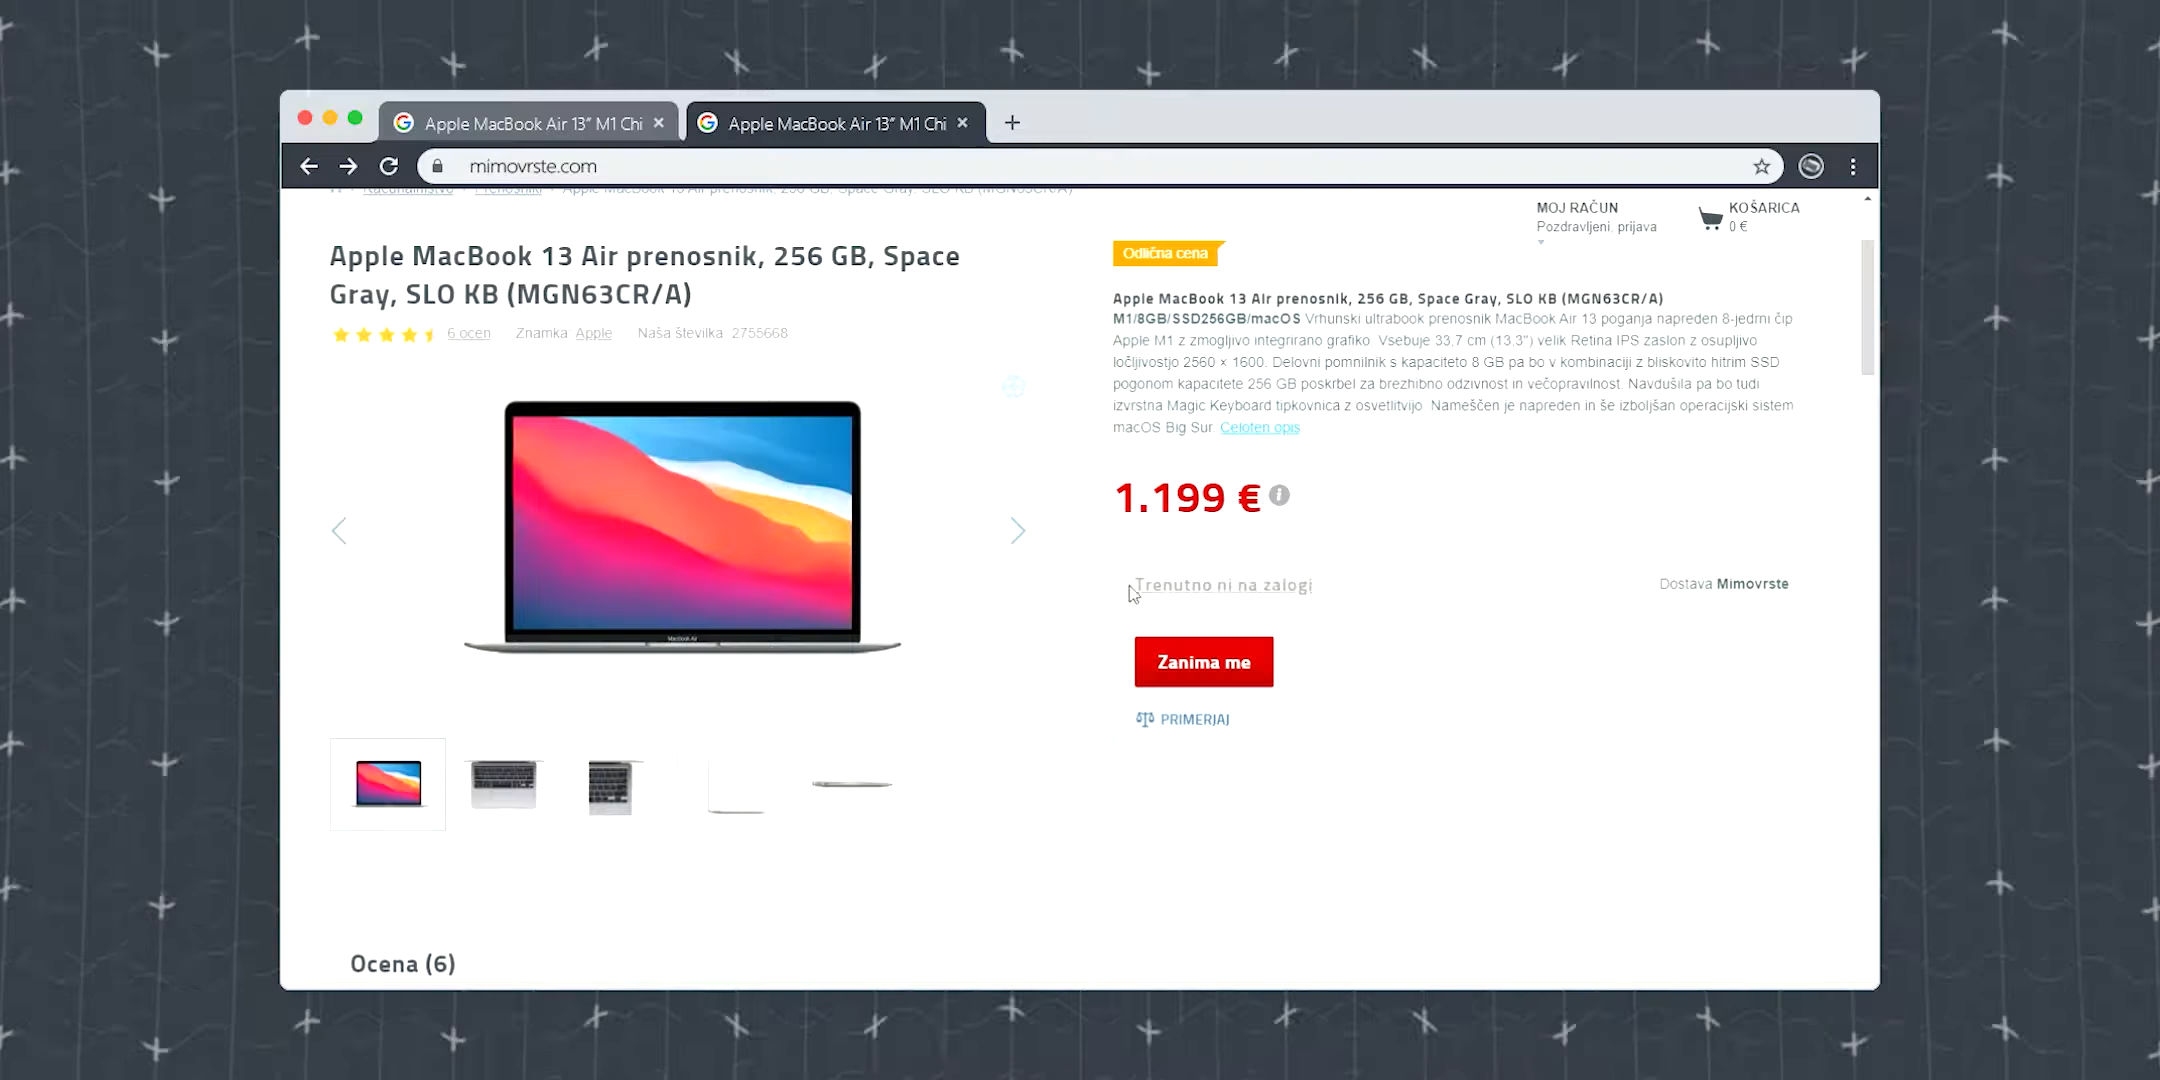 Apple MacBook Air 13" M1 Chi
Apple MacBook Air 13" M1 Chi
mimovrste.com
Računalništvo Prenosniki Apple MacBook 13 Air prenosnik, 256 GB, Space Gray, SLO KB (MGN63CR/A)
MOJ RAČUN
Pozdravljeni, prijava
KOŠARICA
0 €
Apple MacBook 13 Air prenosnik, 256 GB, Space
Gray, SLO KB (MGN63CR/A)
6 ocen Znamka Apple Naša številka 2755668
MacBook Air
Odlična cena
Apple MacBook 13 Air prenosnik, 256 GB, Space Gray, SLO KB (MGN63CR/A)
M1/8GB/SSD256GB/macOS Vrhunski ultrabook prenosnik MacBook Air 13 poganja napreden 8-jedrni čip
Apple M1 z zmogljivo integrirano grafiko. Vsebuje 33,7 cm (13,3") velik Retina IPS zaslon z osupljivo
ločljivostjo 2560 × 1600. Delovni pomnilnik s kapaciteto 8 GB pa bo v kombinaciji z bliskovito hitrim SSD
pogonom kapacitete 256 GB poskrbel za brezhibno odzivnost in večopravilnost. Navdušila pa bo tudi
izvrstna Magic Keyboard tipkovnica z osvetlitvijo. Nameščen je napreden in še izboljšan operacijski sistem
macOS Big Sur. Celoten opis
1.199 €
Trenutno ni na zalogi
Dostava Mimovrste
Zanima me
PRIMERJAJ
Ocena (6)